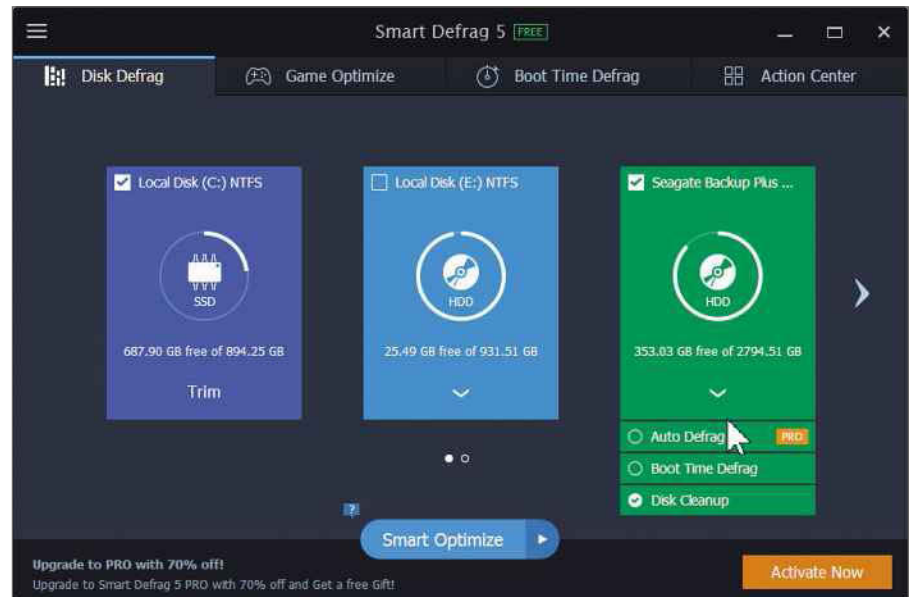 Smart Defrag 5 FREE
Disk Defrag
Game Optimize
Boot Time Defrag
Action Center
Local Disk (C:) NTFS
SSD
687.90 GB free of 894.25 GB
Trim
Local Disk (E:) NTFS
HDD
25.49 GB free of 931.51 GB
Seagate Backup Plus ...
HDD
353.03 GB free of 2794.51 GB
Auto Defrag PRO
Boot Time Defrag
Disk Cleanup
?
Smart Optimize
Upgrade to PRO with 70% off!
Upgrade to Smart Defrag 5 PRO with 70% off and Get a free Gift!
Activate Now